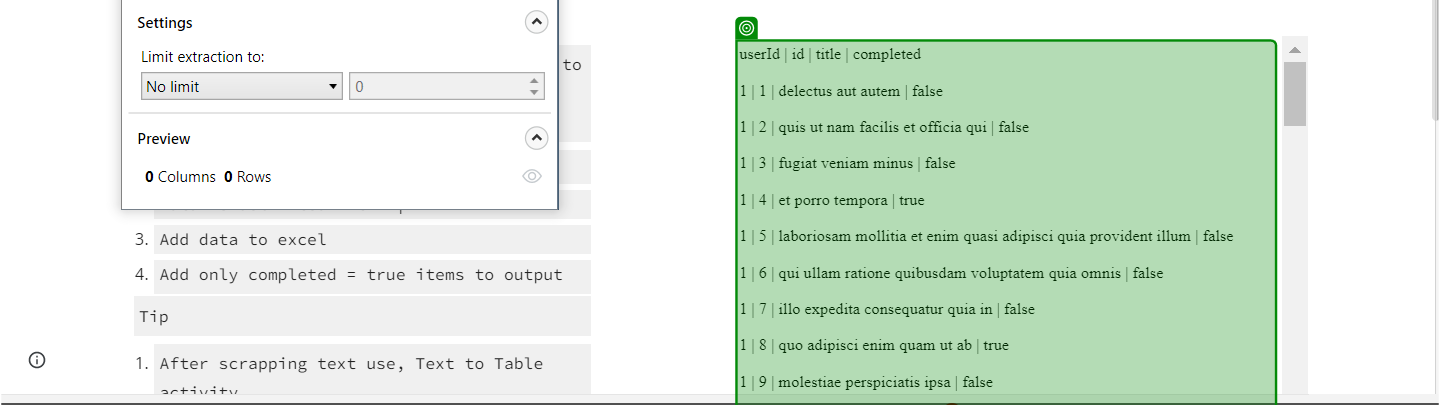 Settings
Limit extraction to:
No limit
0
Preview
0 Columns 0 Rows
to
3. Add data to excel
4. Add only completed = true items to output
Tip
1. After scrapping text use, Text to Table
activity
userId | id | title | completed
1 | 1 | delectus aut autem | false
1 | 2 | quis ut nam facilis et officia qui | false
1 | 3 | fugiat veniam minus | false
1 | 4 | et porro tempora | true
1 | 5 | laboriosam mollitia et enim quasi adipisci quia provident illum | false
1 | 6 | qui ullam ratione quibusdam voluptatem quia omnis | false
1 | 7 | illo expedita consequatur quia in | false
1 | 8 | quo adipisci enim quam ut ab | true
1 | 9 | molestiae perspiciatis ipsa | false